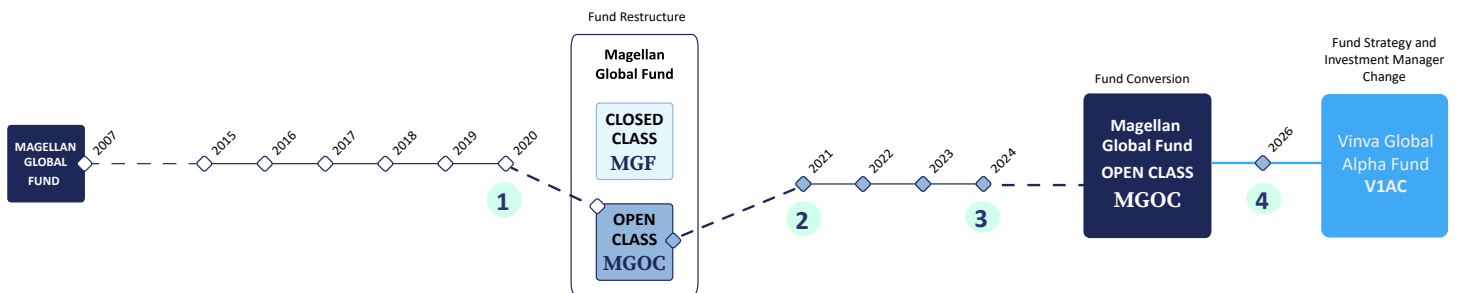 MAGELLAN
GLOBAL
FUND
2007
2015
2016
2017
2018
2019
2020
1
Fund Restructure
Magellan
Global Fund
CLOSED
CLASS
MGF
OPEN
CLASS
MGOC
2021
2022
2023
2024
2
3
Fund Conversion
Magellan
Global Fund
OPEN CLASS
MGOC
2026
4
Fund Strategy and
Investment Manager
Change
Vinva Global
Alpha Fund
V1AC